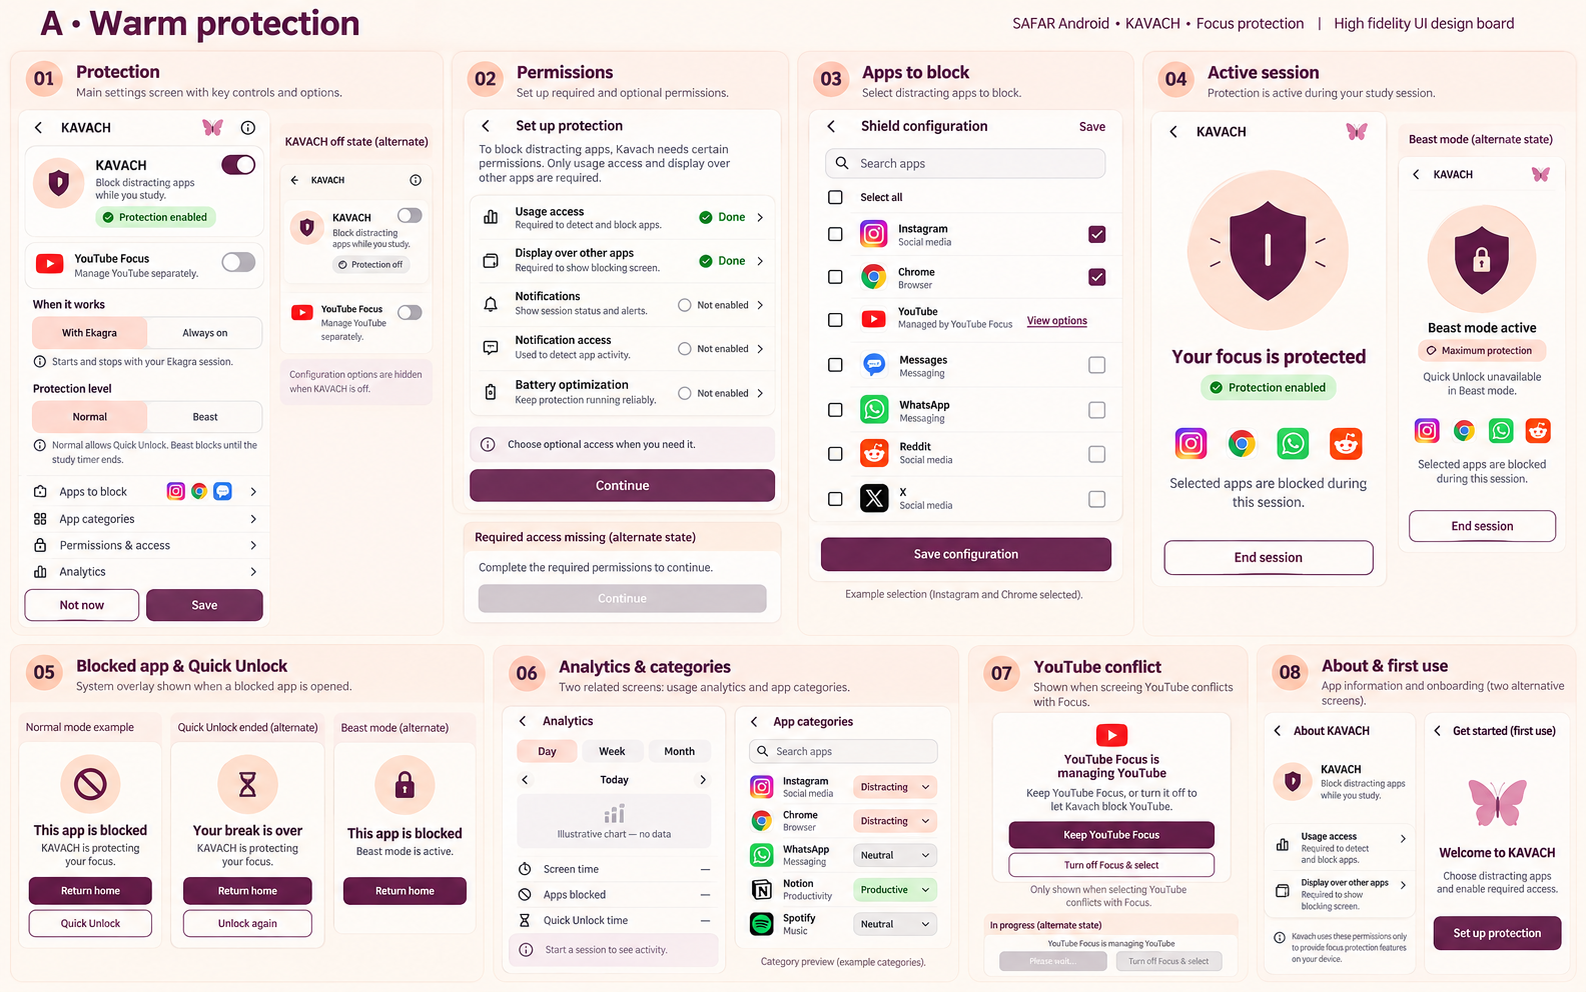 A • Warm protection
SAFAR Android • KAVACH • Focus protection | High fidelity UI design board
01
Protection
Main settings screen with key controls and options.
KAVACH
KAVACH
Block distracting apps
while you study.
Protection enabled
YouTube Focus
Manage YouTube separately.
When it works
With Ekagra
Always on
Starts and stops with your Ekagra session.
Protection level
Normal
Beast
Normal allows Quick Unlock. Beast blocks until the
study timer ends.
Apps to block
App categories
Permissions & access
Analytics
Not now
Save
KAVACH off state (alternate)
KAVACH
KAVACH
Block distracting
apps while you study.
Protection off
YouTube Focus
Manage YouTube
separately.
Configuration options are hidden
when KAVACH is off.
02
Permissions
Set up required and optional permissions.
Set up protection
To block distracting apps, Kavach needs certain
permissions. Only usage access and display over
other apps are required.
Usage access
Required to detect and block apps.
Done
Display over other apps
Required to show blocking screen.
Done
Notifications
Show session status and alerts.
Not enabled
Notification access
Used to detect app activity.
Not enabled
Battery optimization
Keep protection running reliably.
Not enabled
Choose optional access when you need it.
Continue
Required access missing (alternate state)
Complete the required permissions to continue.
Continue
03
Apps to block
Select distracting apps to block.
Shield configuration
Save
Search apps
Select all
Instagram
Social media
Chrome
Browser
YouTube
Managed by YouTube Focus
View options
Messages
Messaging
WhatsApp
Messaging
Reddit
Social media
X
Social media
Save configuration
Example selection (Instagram and Chrome selected).
04
Active session
Protection is active during your study session.
KAVACH
Your focus is protected
Protection enabled
Selected apps are blocked during
this session.
End session
Beast mode (alternate state)
KAVACH
Beast mode active
Maximum protection
Quick Unlock unavailable
in Beast mode.
Selected apps are blocked
during this session.
End session
05
Blocked app & Quick Unlock
System overlay shown when a blocked app is opened.
Normal mode example
This app is blocked
KAVACH is protecting
your focus.
Return home
Quick Unlock
Quick Unlock ended (alternate)
Your break is over
KAVACH is protecting
your focus.
Return home
Unlock again
Beast mode (alternate)
This app is blocked
Beast mode is active.
Return home
06
Analytics & categories
Two related screens: usage analytics and app categories.
Analytics
Day
Week
Month
Today
Illustrative chart — no data
Screen time —
Apps blocked —
Quick Unlock time —
Start a session to see activity.
App categories
Search apps
Instagram
Social media
Distracting
Chrome
Browser
Distracting
WhatsApp
Messaging
Neutral
Notion
Productivity
Productive
Spotify
Music
Neutral
Category preview (example categories).
07
YouTube conflict
Shown when screeing YouTube conflicts
with Focus.
YouTube Focus is
managing YouTube
Keep YouTube Focus, or turn it off to
let Kavach block YouTube.
Keep YouTube Focus
Turn off Focus & select
Only shown when selecting YouTube
conflicts with Focus.
In progress (alternate state)
YouTube Focus is managing YouTube
Please wait...
Turn off Focus & select
08
About & first use
App information and onboarding (two alternative
screens).
About KAVACH
KAVACH
Block distracting apps
while you study.
Usage access
Required to detect
and block apps.
Display over other apps
Required to show
blocking screen.
Kavach uses these permissions only
to provide focus protection features
on your device.
Get started (first use)
Welcome to KAVACH
Choose distracting apps
and enable required access.
Set up protection